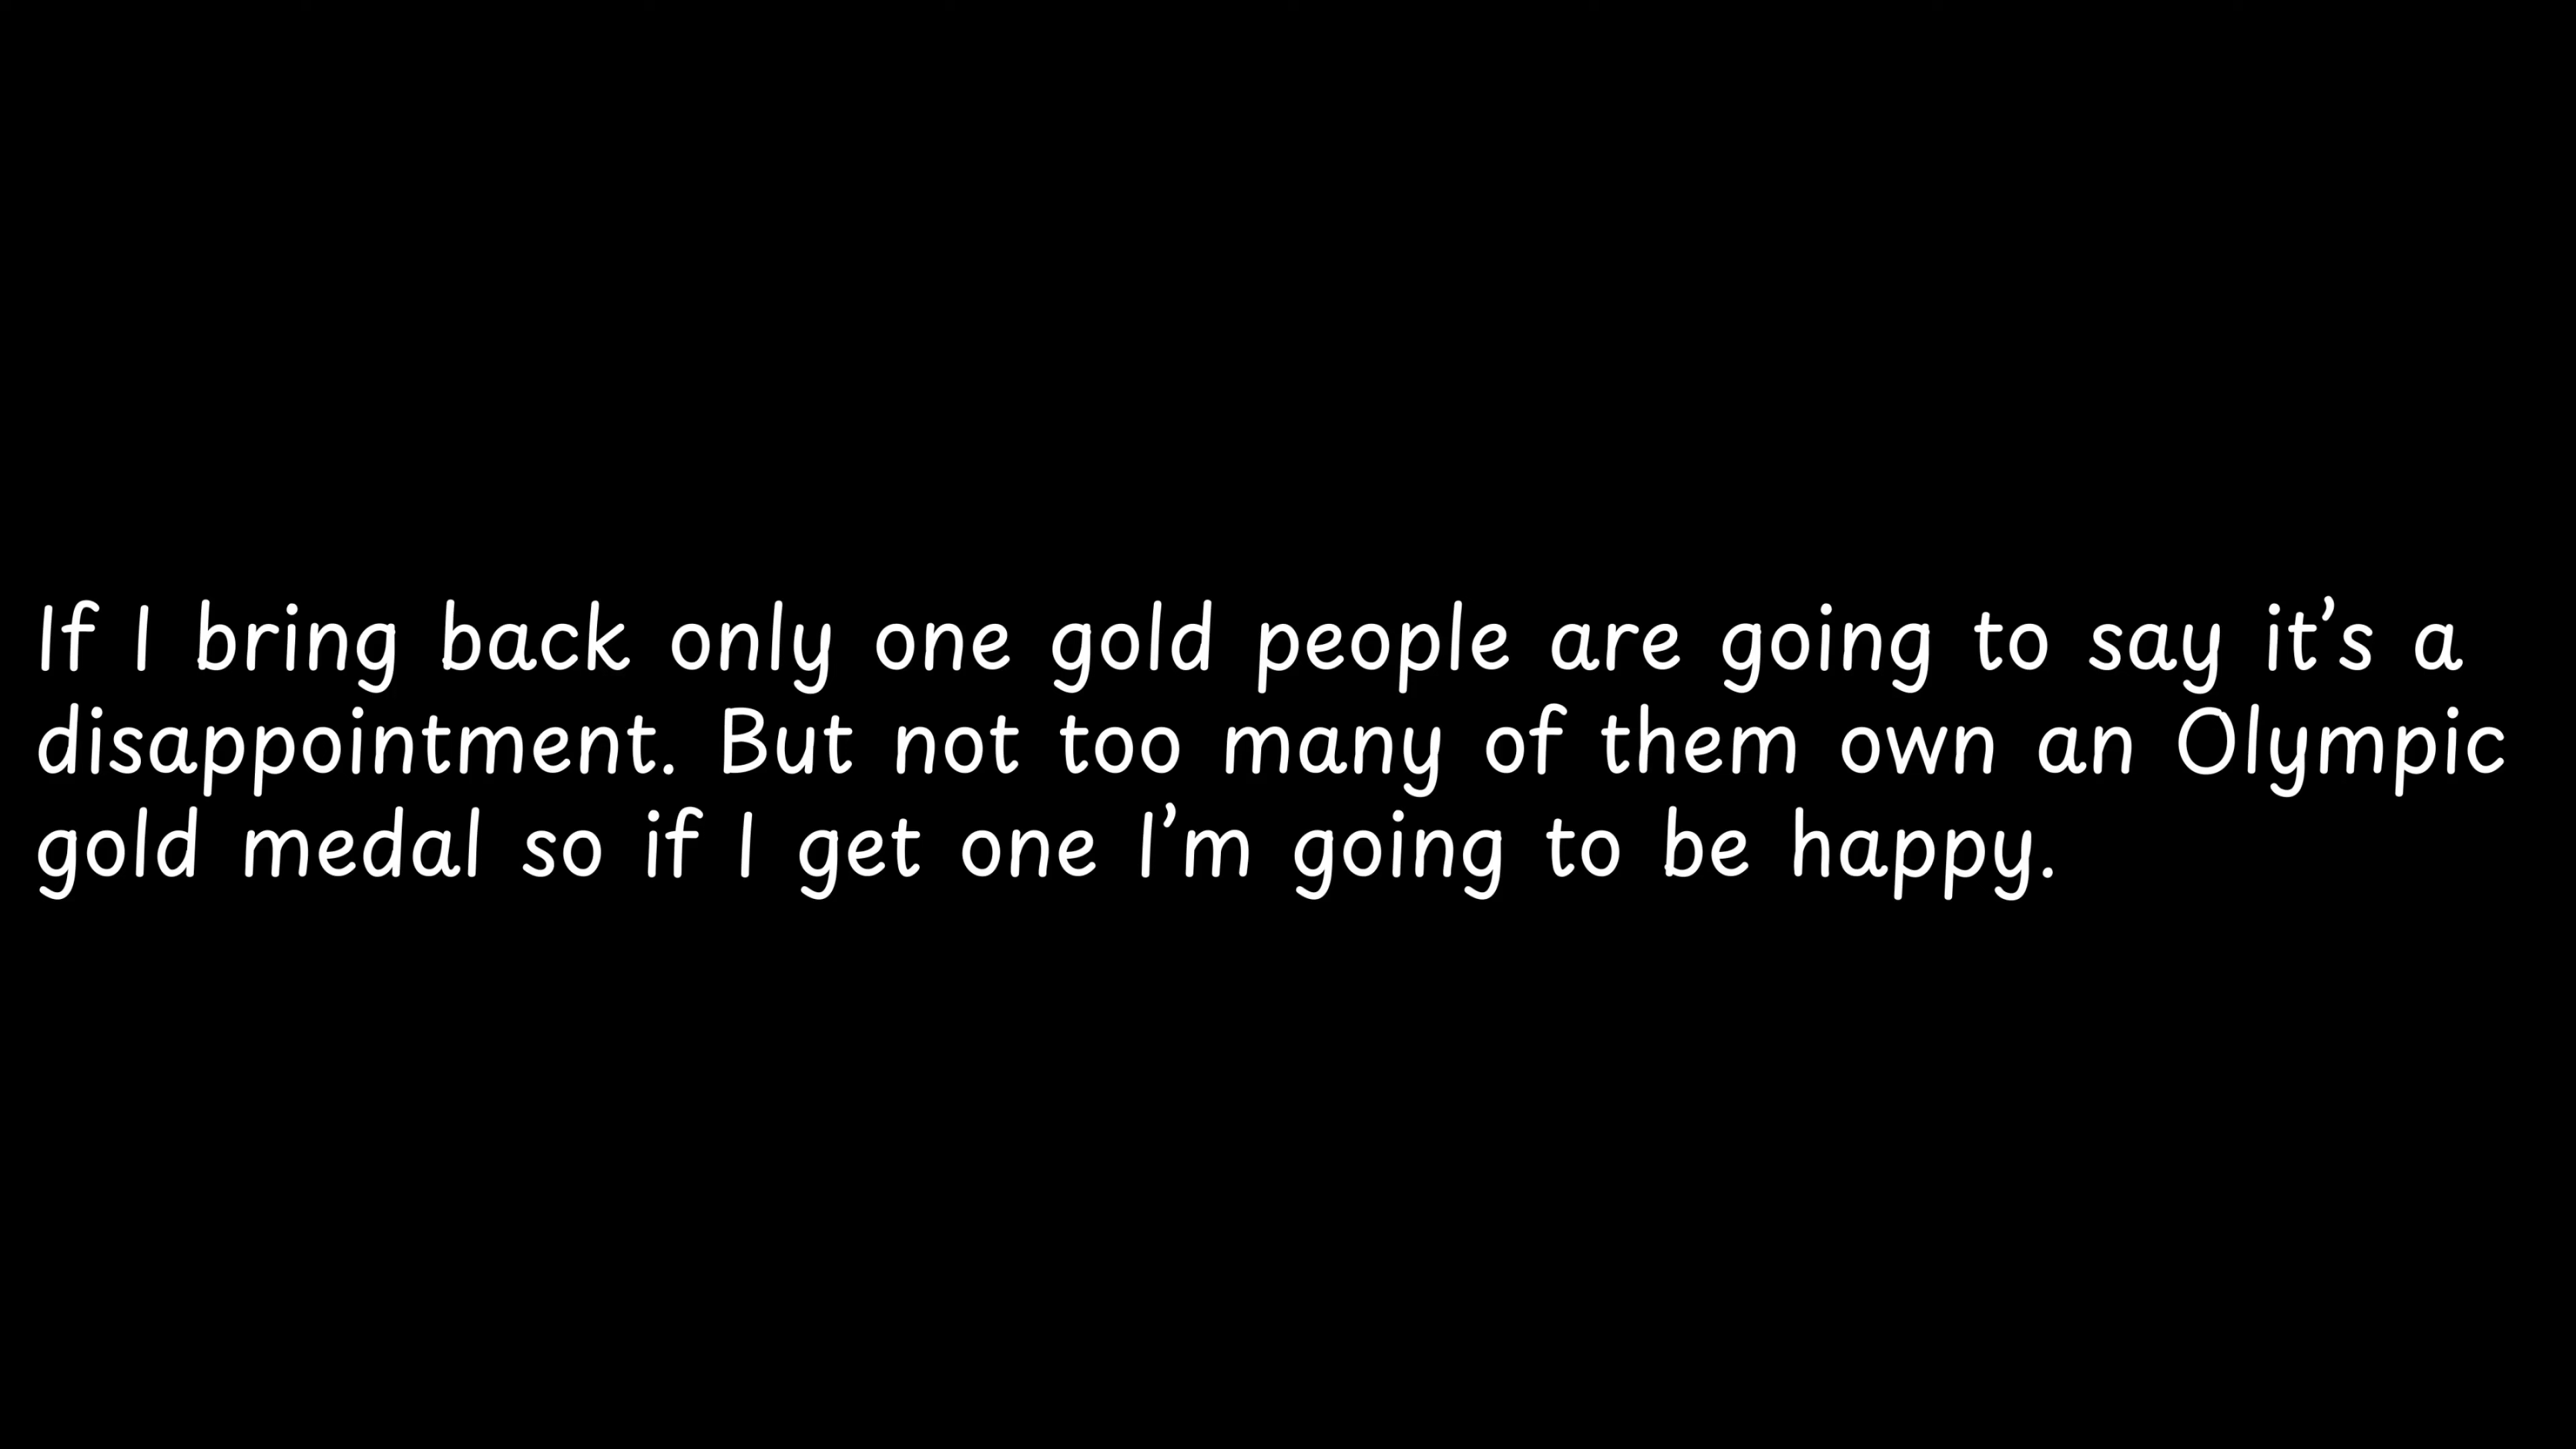 If I bring back only one gold people are going to say it’s a
disappointment. But not too many of them own an Olympic
gold medal so if I get one I’m going to be happy.